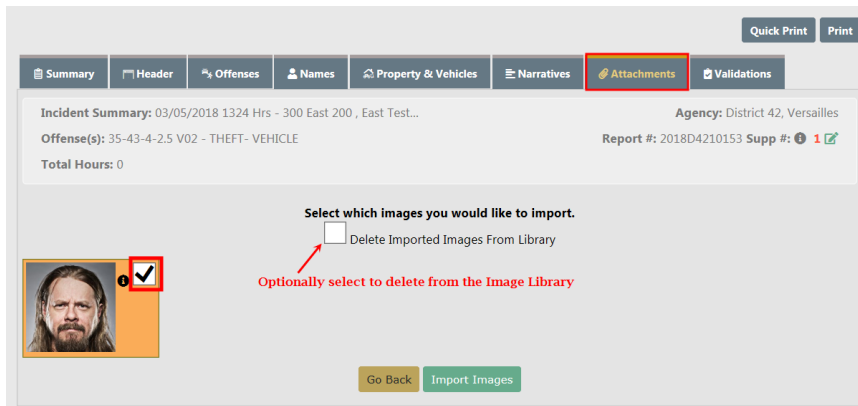 Quick Print Print
Summary Header Offenses Names Property & Vehicles Narratives Attachments Validations
Incident Summary: 03/05/2018 1324 Hrs - 300 East 200 , East Test... Agency: District 42, Versailles
Offense(s): 35-43-4-2.5 V02 - THEFT- VEHICLE Report #: 2018D4210153 Supp #: 1
Total Hours: 0
Select which images you would like to import.
Delete Imported Images From Library
Optionally select to delete from the Image Library
Go Back Import Images